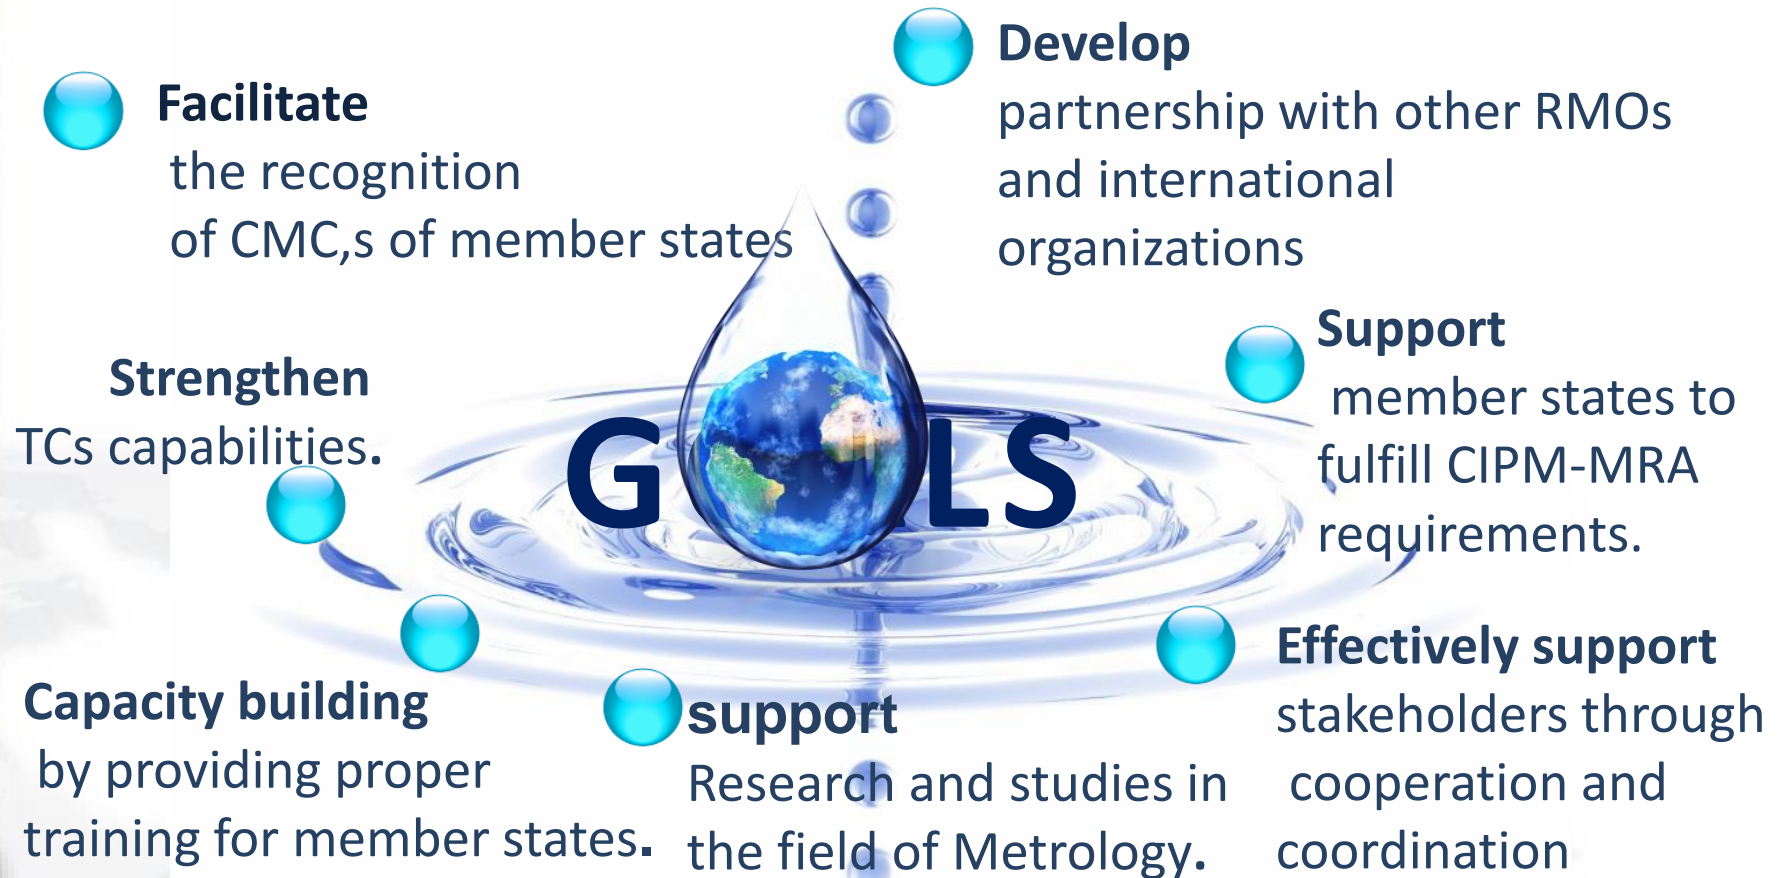 Facilitate
the recognition
of CMC,s of member states
Develop
partnership with other RMOs
and international
organizations
Strengthen
TCs capabilities.
GOALS
Support
member states to
fulfill CIPM-MRA
requirements.
Capacity building
by providing proper
training for member states.
support
Research and studies in
the field of Metrology.
Effectively support
stakeholders through
cooperation and
coordination